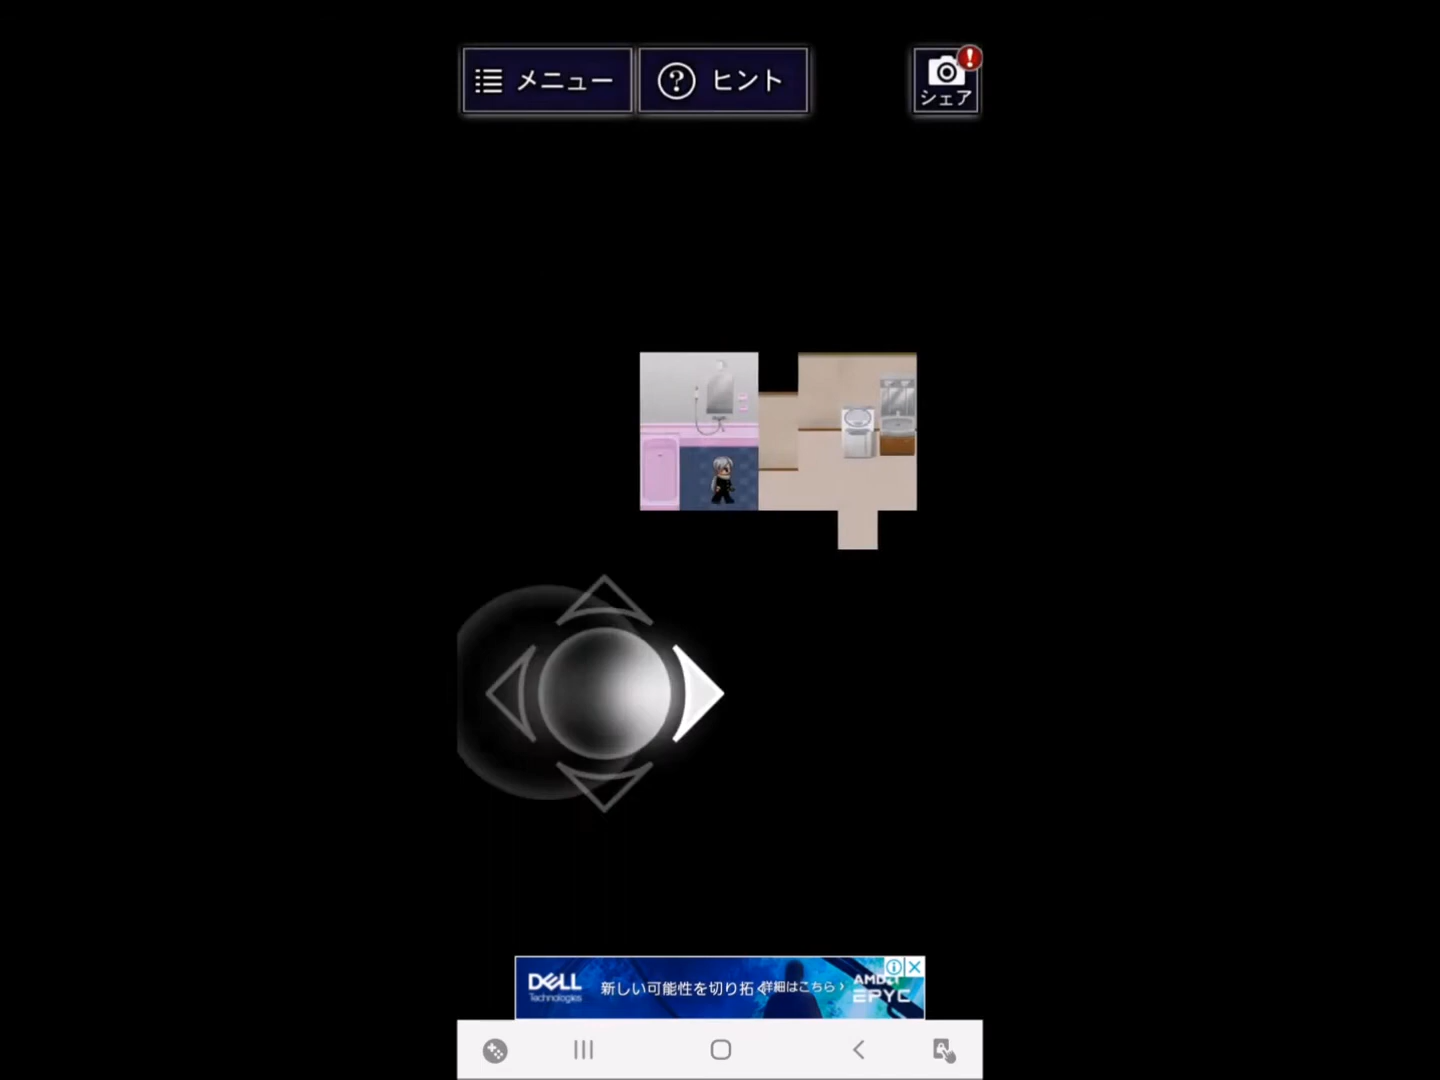 メニュー
ヒント
シェア
DELL
Technologies
新しい可能性を切り拓く
詳細はこちら
AMD
EPYC